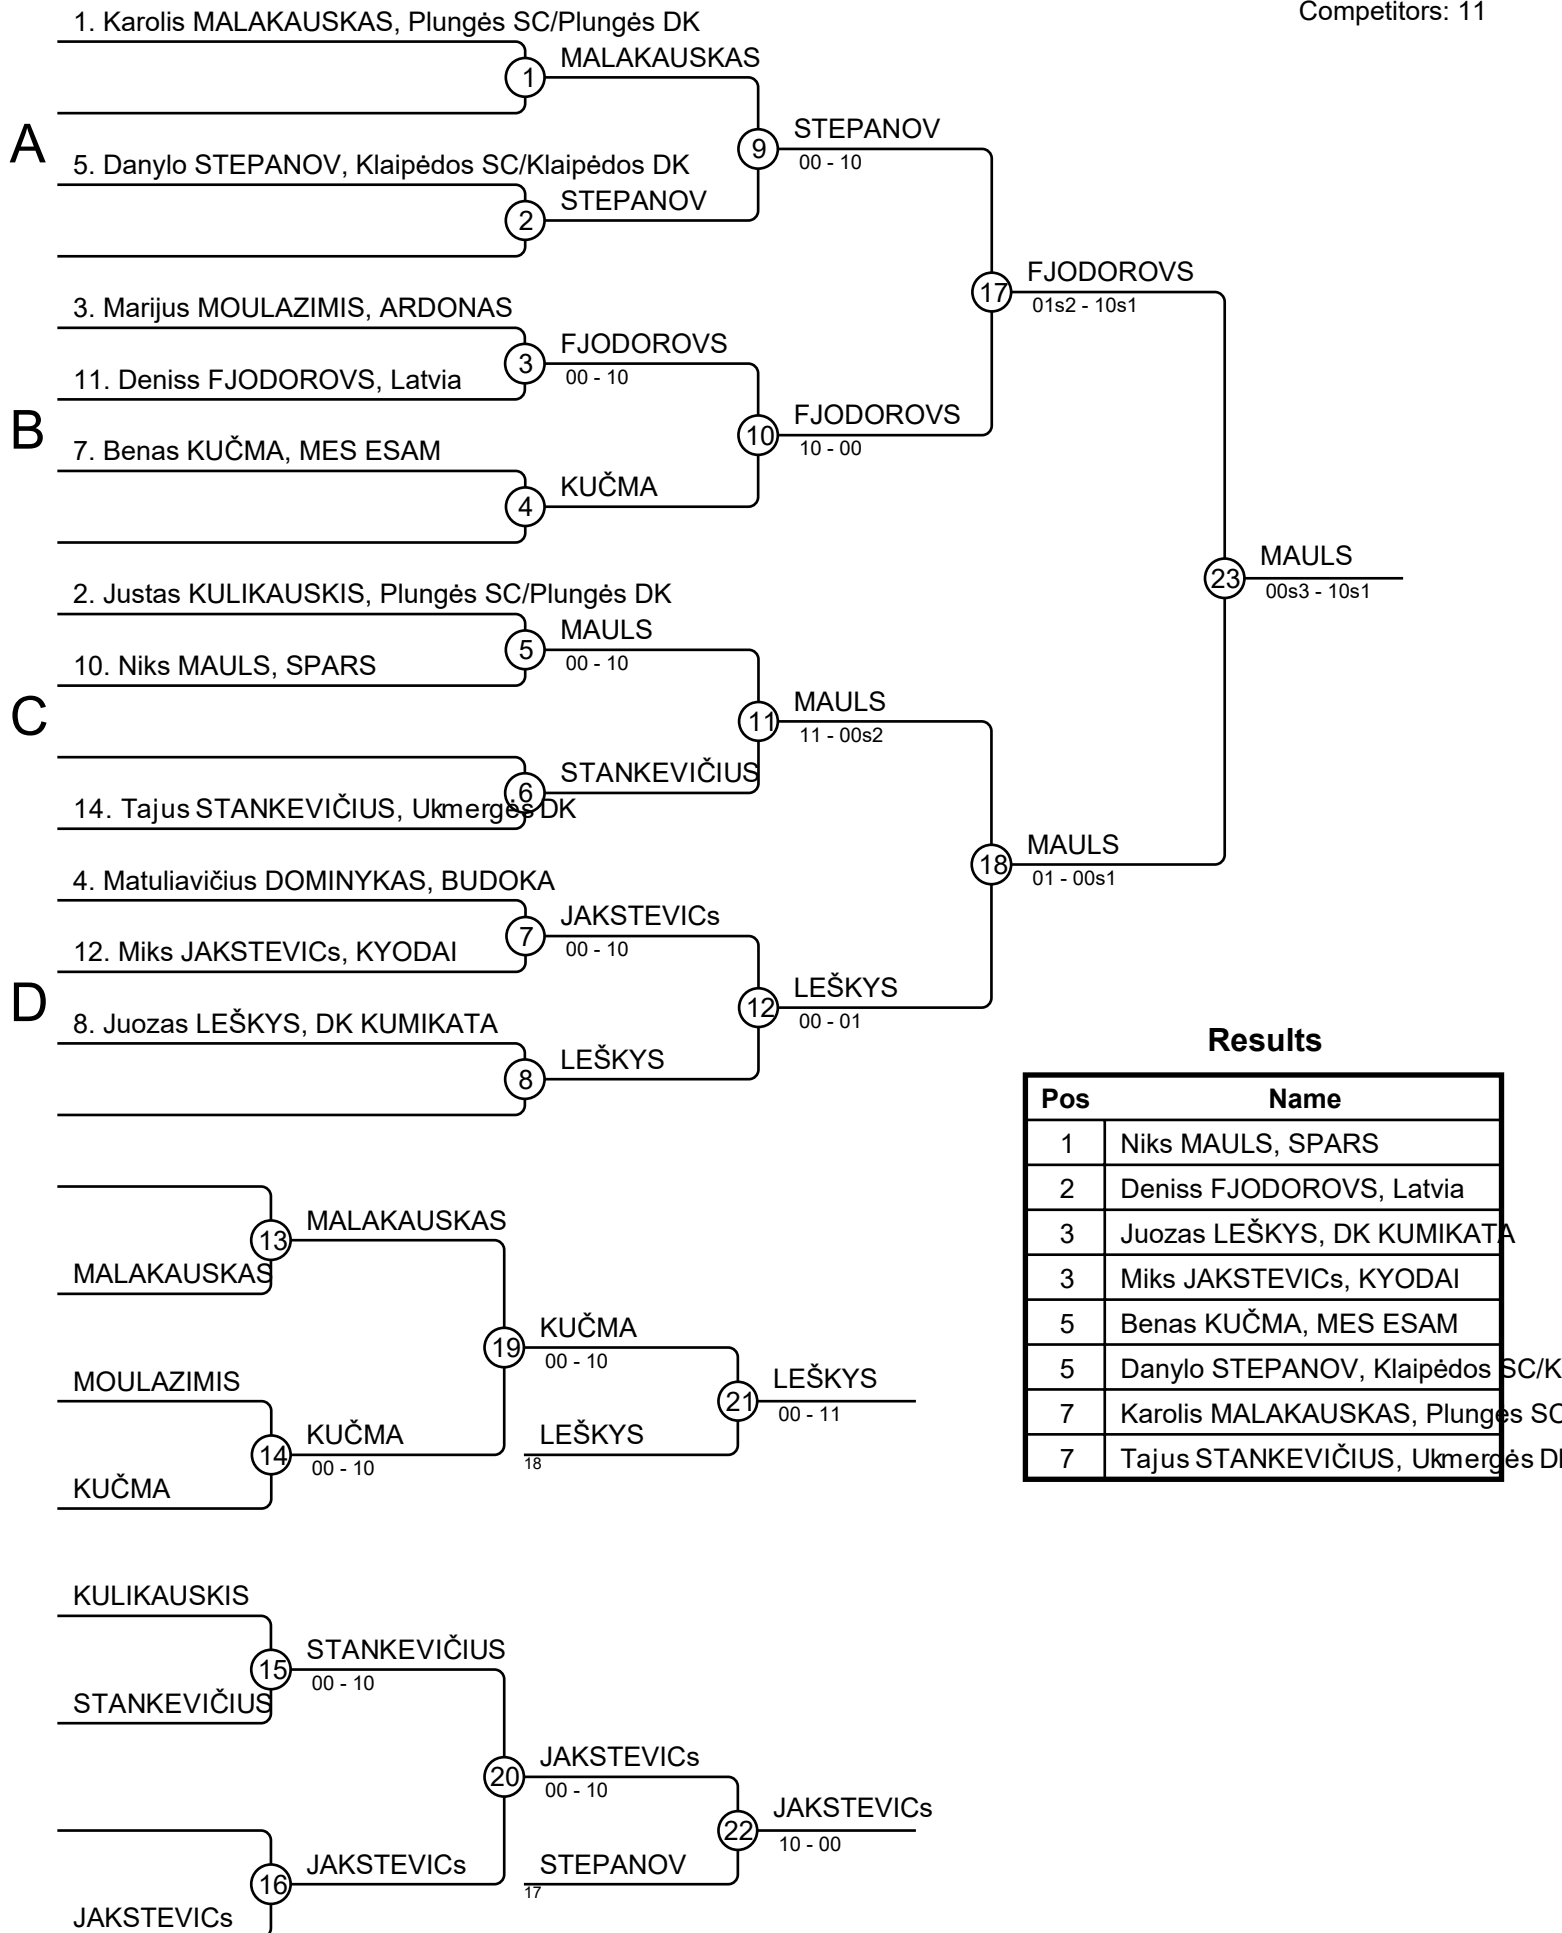 Competitors: 11
1. Karolis MALAKAUSKAS, Plungės SC/Plungės DK
MALAKAUSKAS
1
A
STEPANOV
9
00 - 10
5. Danylo STEPANOV, Klaipėdos SC/Klaipėdos DK
STEPANOV
2
3. Marijus MOULAZIMIS, ARDONAS
FJODOROVS
17
01s2 - 10s1
FJODOROVS
3
00 - 10
11. Deniss FJODOROVS, Latvia
B
FJODOROVS
10
10 - 00
7. Benas KUČMA, MES ESAM
KUČMA
4
MAULS
23
00s3 - 10s1
2. Justas KULIKAUSKIS, Plungės SC/Plungės DK
MAULS
5
00 - 10
10. Niks MAULS, SPARS
C
MAULS
11
11 - 00s2
STANKEVIČIUS
6
14. Tajus STANKEVIČIUS, Ukmergės DK
MAULS
18
01 - 00s1
4. Matuliavičius DOMINYKAS, BUDOKA
JAKSTEVICs
7
00 - 10
12. Miks JAKSTEVICs, KYODAI
D
LEŠKYS
12
00 - 01
8. Juozas LEŠKYS, DK KUMIKATA
LEŠKYS
8
Results
Pos Name
1 Niks MAULS, SPARS
2 Deniss FJODOROVS, Latvia
3 Juozas LEŠKYS, DK KUMIKATA
3 Miks JAKSTEVICs, KYODAI
5 Benas KUČMA, MES ESAM
5 Danylo STEPANOV, Klaipėdos SC/K
7 Karolis MALAKAUSKAS, Plungės SC
7 Tajus STANKEVIČIUS, Ukmergės DK
MALAKAUSKAS
13
MALAKAUSKAS
KUČMA
19
00 - 10
MOULAZIMIS
LEŠKYS
21
00 - 11
KUČMA
14
00 - 10
LEŠKYS
18
KUČMA
KULIKAUSKIS
STANKEVIČIUS
15
00 - 10
STANKEVIČIUS
JAKSTEVICs
20
00 - 10
JAKSTEVICs
22
10 - 00
JAKSTEVICs
16
STEPANOV
17
JAKSTEVICs